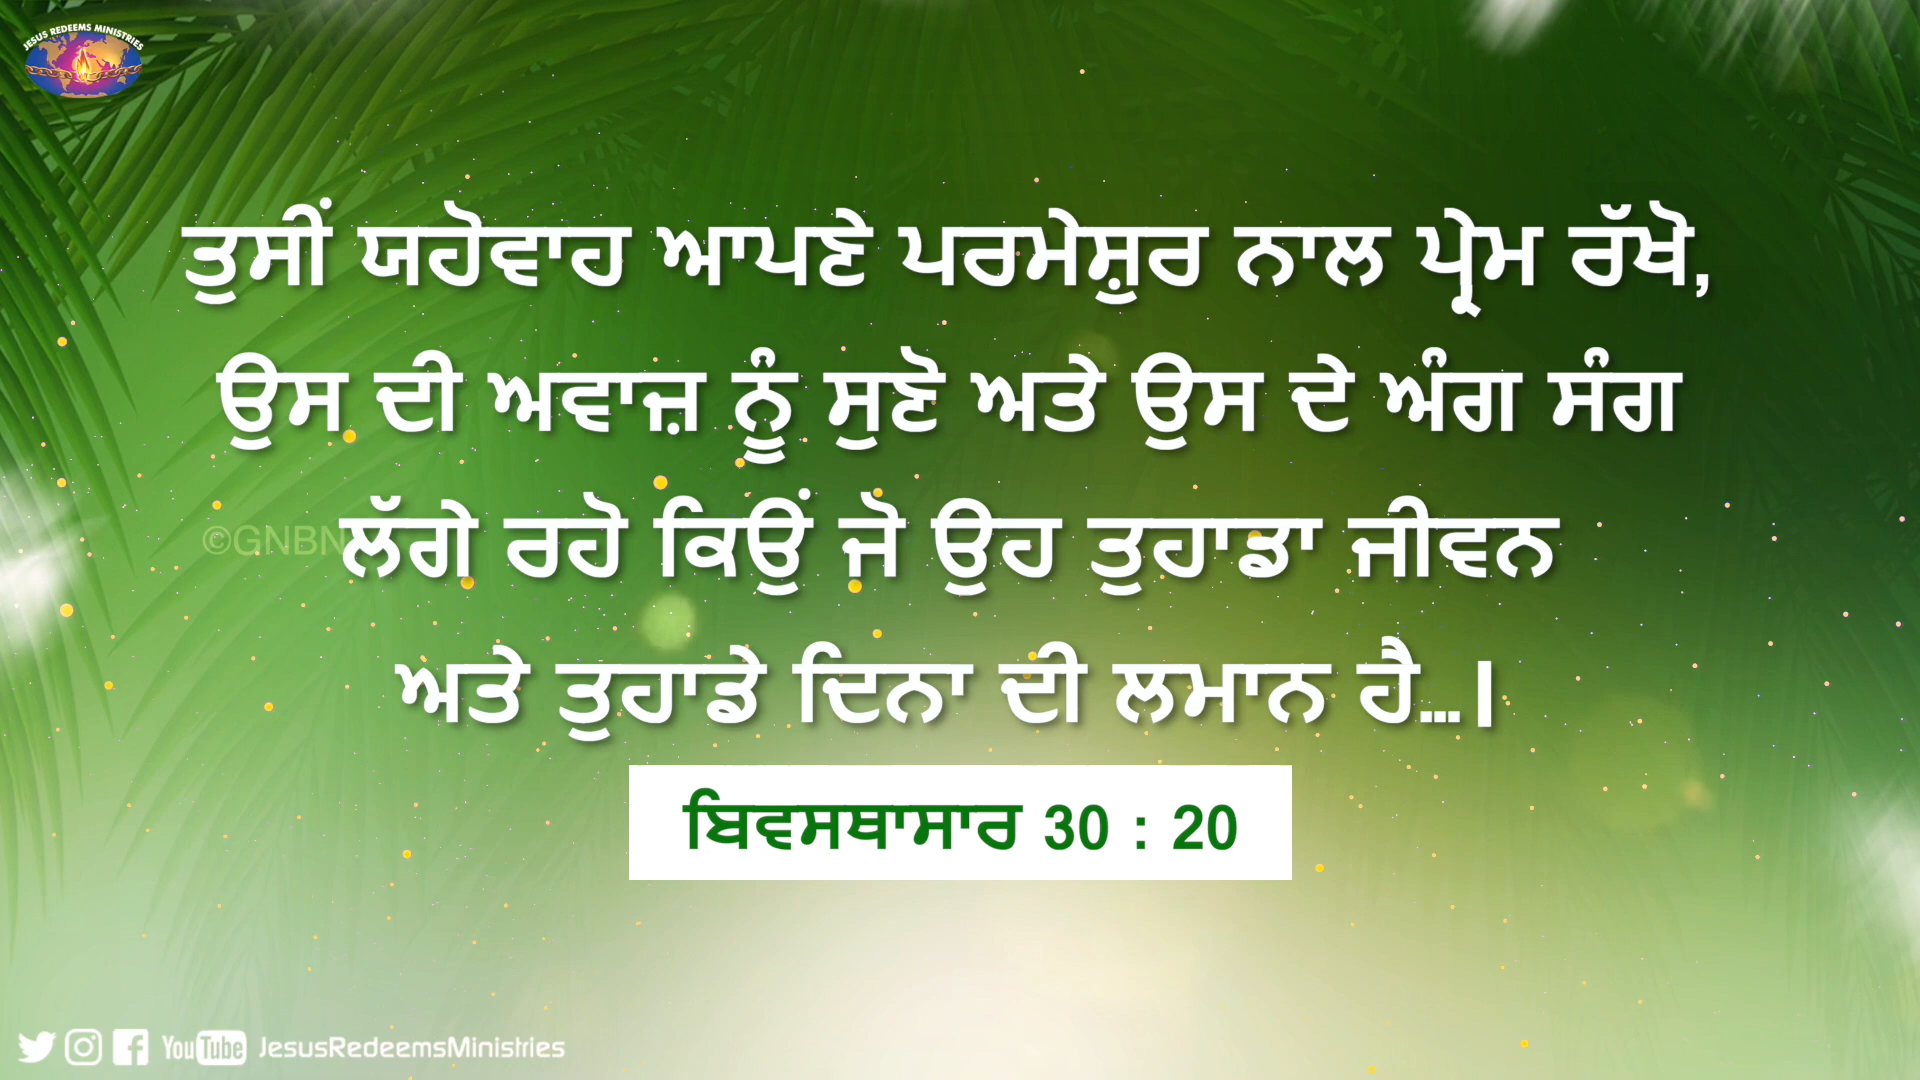 JESUS REDEEMS MINISTRIES
ਤੁਸੀਂ ਯਹੋਵਾਹ ਆਪਣੇ ਪਰਮੇਸ਼ੁਰ ਨਾਲ ਪ੍ਰੇਮ ਰੱਖੋ,
ਉਸ ਦੀ ਅਵਾਜ਼ ਨੂੰ ਸੁਣੋ ਅਤੇ ਉਸ ਦੇ ਅੰਗ ਸੰਗ
©GNBN
ਲੱਗੇ ਰਹੋ ਕਿਉਂ ਜੋ ਉਹ ਤੁਹਾਡਾ ਜੀਵਨ
ਅਤੇ ਤੁਹਾਡੇ ਦਿਨਾ ਦੀ ਲਮਾਨ ਹੈ...।
ਬਿਵਸਥਾਸਾਰ 30 : 20
YouTube JesusRedeemsMinistries